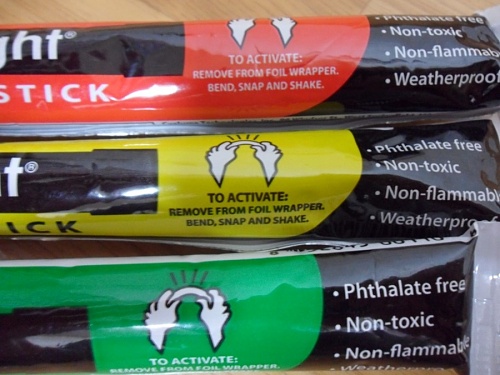 ght®
STICK
TO ACTIVATE:
REMOVE FROM FOIL WRAPPER.
BEND, SNAP AND SHAKE.
• Phthalate free
• Non-toxic
• Non-flammab
• Weatherproof
t®
ICK
TO ACTIVATE:
REMOVE FROM FOIL WRAPPER.
BEND, SNAP AND SHAKE.
• Phthalate free
• Non-toxic
• Non-flammabl
• Weatherpro
TO ACTIVATE:
REMOVE FROM FOIL WRAPPER.
• Phthalate free
• Non-toxic
• Non-flammable